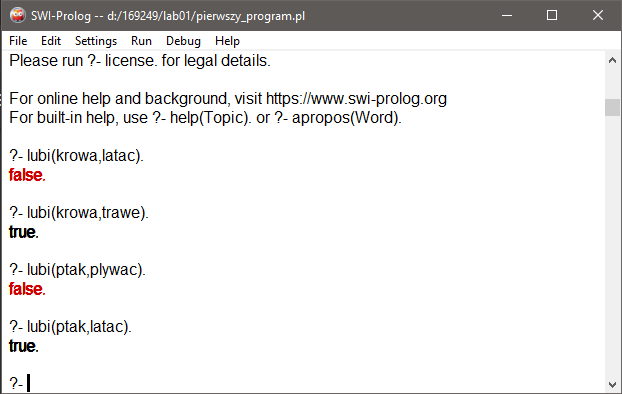 SWI-Prolog -- d:/169249/lab01/pierwszy_program.pl
File Edit Settings Run Debug Help
Please run ?- license. for legal details.
For online help and background, visit https://www.swi-prolog.org
For built-in help, use ?- help(Topic). or ?- apropos(Word).
?- lubi(krowa,latac).
false.
?- lubi(krowa,trawe).
true.
?- lubi(ptak,plywac).
false.
?- lubi(ptak,latac).
true.
?-